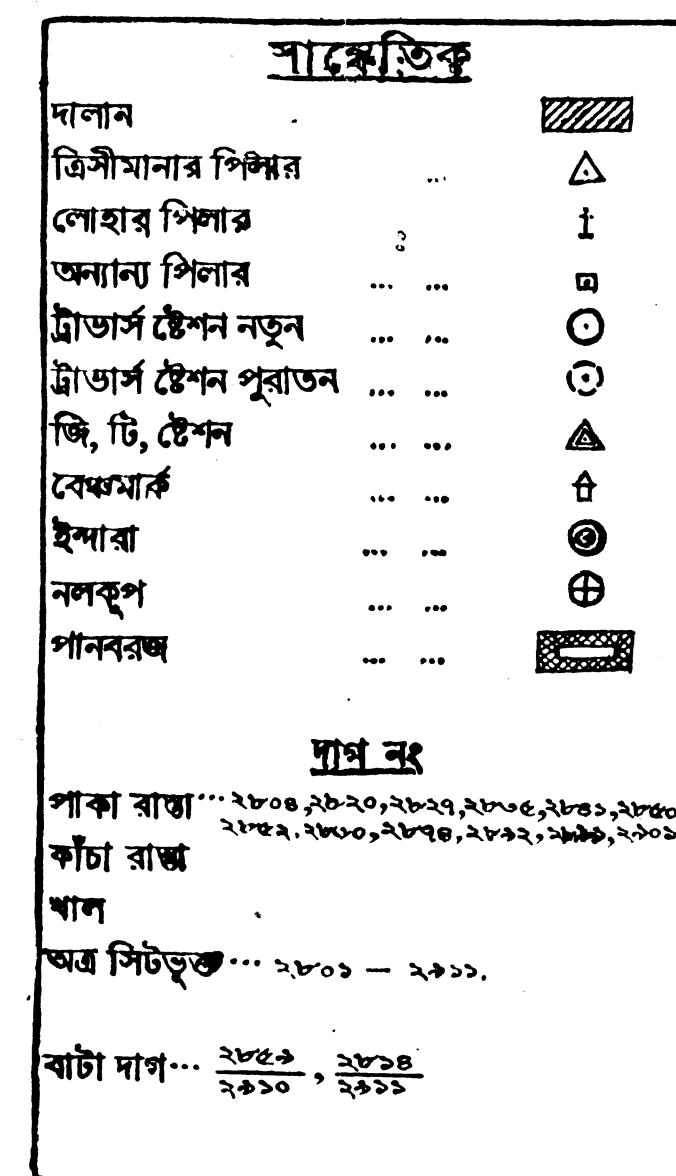 সাঙ্কেতিক
দালান
ত্রিসীমানার পিলার ...
লোহার পিলার
অন্যান্য পিলার ... ...
ট্রাভার্স ষ্টেশন নতুন ... ...
ট্রাভার্স ষ্টেশন পুরাতন ... ...
জি, টি, ষ্টেশন ... ...
বেঞ্চমার্ক ... ...
ইন্দারা ... ...
নলকূপ ... ...
পানবরজ ... ...
দাগ নং
পাকা রাস্তা ... ২৮০৪, ২৮২০, ২৮২৭, ২৮৩৫, ২৮৪১, ২৮৫০
২৮৫২, ২৮৬০, ২৮৭৪, ২৮৯২, ২৯০১
কাঁচা রাস্তা
খাল
অত্র সিটভূক্ত ... ২৮০১ — ২৯১১.
বাটা দাগ ... ২৮৫৯ , ২৮১৪
২৯১০ ২৯১১